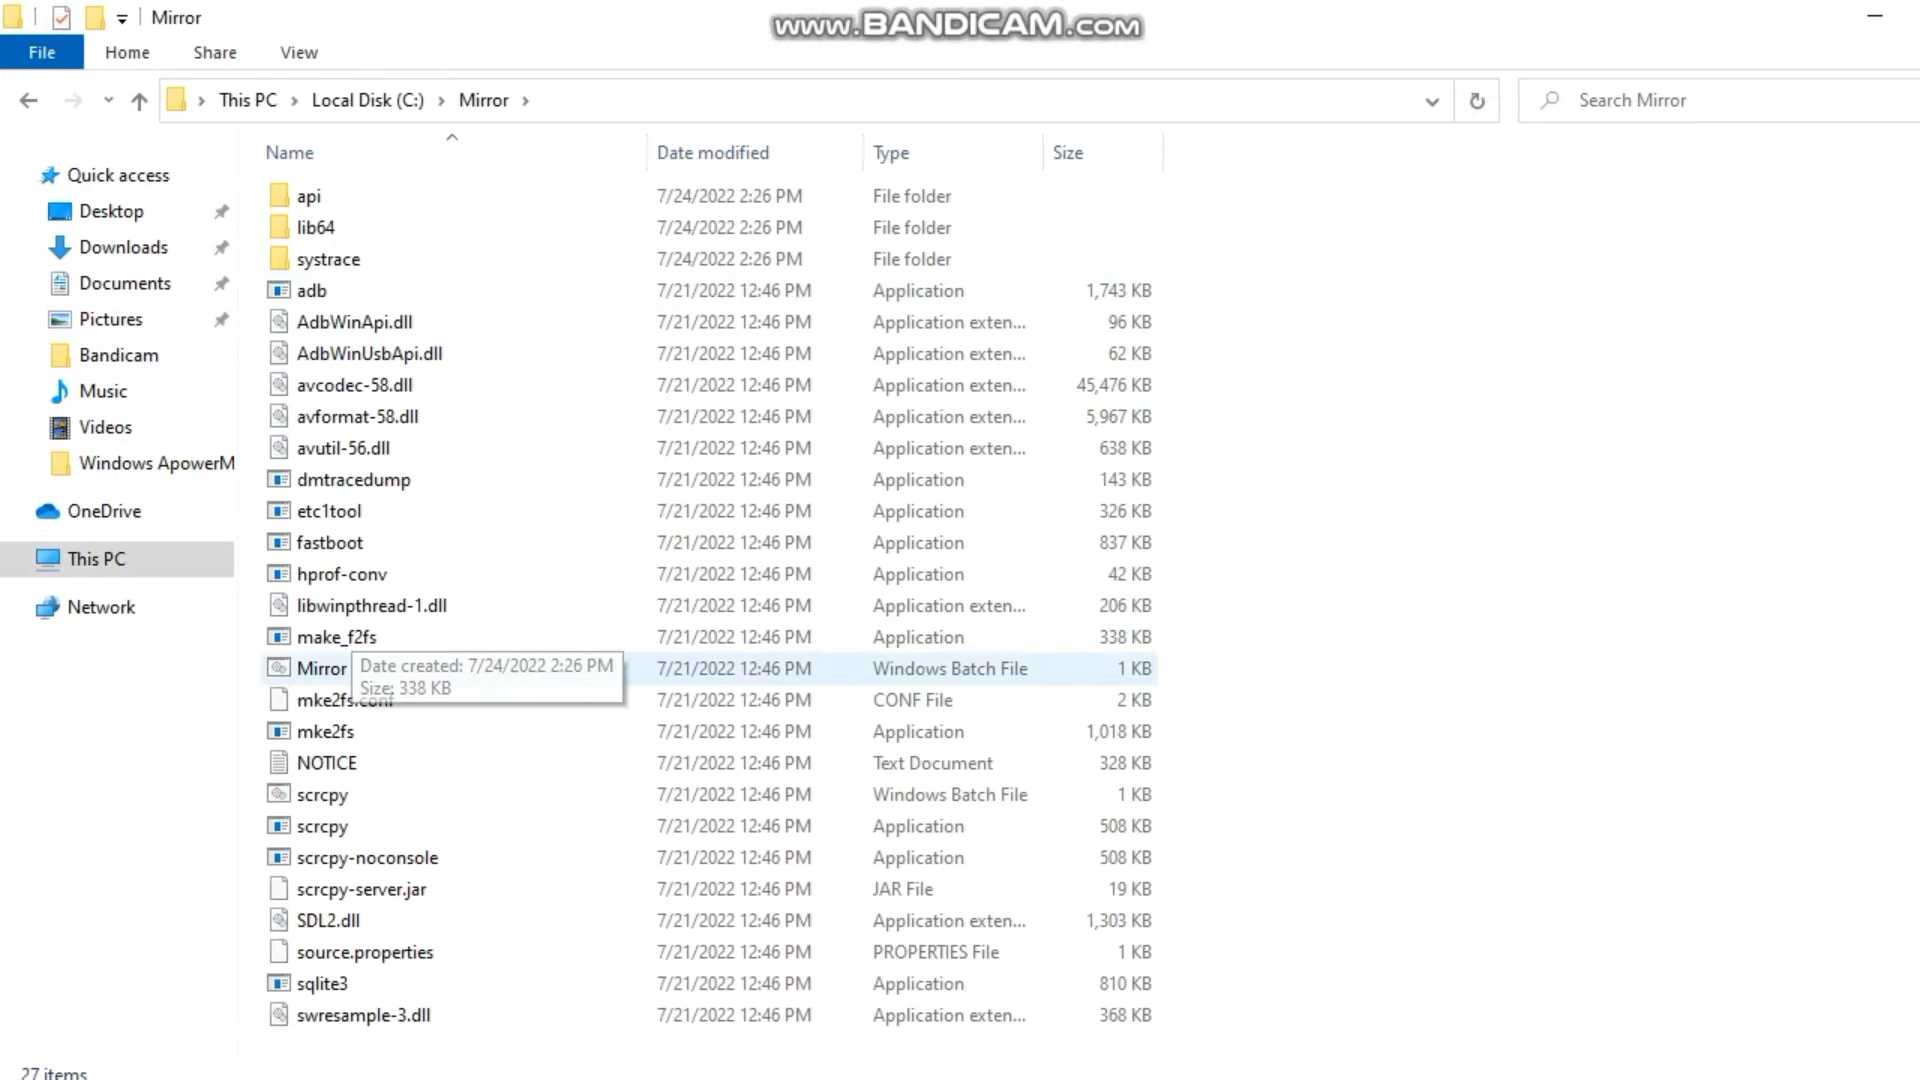 Mirror
www.BANDICAM.com
File Home Share View
This PC Local Disk (C:) Mirror
Search Mirror
Quick access
Desktop
Downloads
Documents
Pictures
Bandicam
Music
Videos
Windows ApowerM
OneDrive
This PC
Network
Name Date modified Type Size
api 7/24/2022 2:26 PM File folder
lib64 7/24/2022 2:26 PM File folder
systrace 7/24/2022 2:26 PM File folder
adb 7/21/2022 12:46 PM Application 1,743 KB
AdbWinApi.dll 7/21/2022 12:46 PM Application exten... 96 KB
AdbWinUsbApi.dll 7/21/2022 12:46 PM Application exten... 62 KB
avcodec-58.dll 7/21/2022 12:46 PM Application exten... 45,476 KB
avformat-58.dll 7/21/2022 12:46 PM Application exten... 5,967 KB
avutil-56.dll 7/21/2022 12:46 PM Application exten... 638 KB
dmtracedump 7/21/2022 12:46 PM Application 143 KB
etc1tool 7/21/2022 12:46 PM Application 326 KB
fastboot 7/21/2022 12:46 PM Application 837 KB
hprof-conv 7/21/2022 12:46 PM Application 42 KB
libwinpthread-1.dll 7/21/2022 12:46 PM Application exten... 206 KB
make_f2fs 7/21/2022 12:46 PM Application 338 KB
Mirror 7/21/2022 12:46 PM Windows Batch File 1 KB
Date created: 7/24/2022 2:26 PM
Size: 338 KB
mke2fs.conf 7/21/2022 12:46 PM CONF File 2 KB
mke2fs 7/21/2022 12:46 PM Application 1,018 KB
NOTICE 7/21/2022 12:46 PM Text Document 328 KB
scrcpy 7/21/2022 12:46 PM Windows Batch File 1 KB
scrcpy 7/21/2022 12:46 PM Application 508 KB
scrcpy-noconsole 7/21/2022 12:46 PM Application 508 KB
scrcpy-server.jar 7/21/2022 12:46 PM JAR File 19 KB
SDL2.dll 7/21/2022 12:46 PM Application exten... 1,303 KB
source.properties 7/21/2022 12:46 PM PROPERTIES File 1 KB
sqlite3 7/21/2022 12:46 PM Application 810 KB
swresample-3.dll 7/21/2022 12:46 PM Application exten... 368 KB
27 items